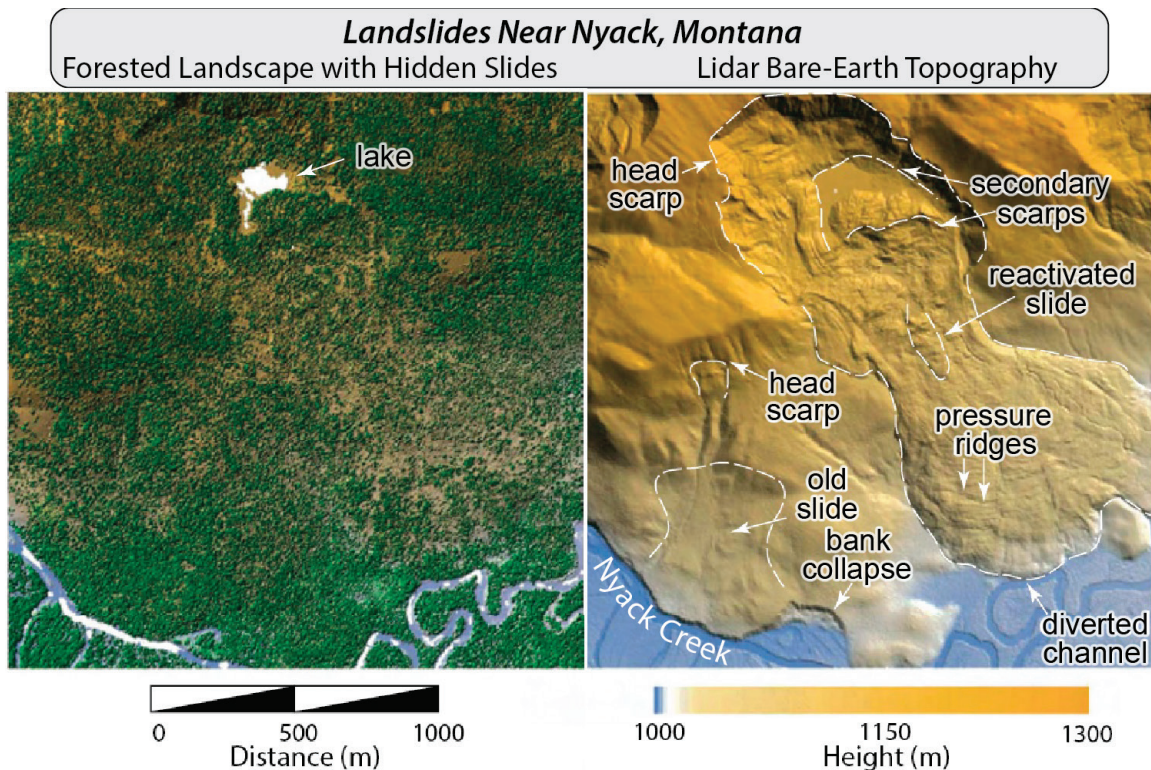 Landslides Near Nyack, Montana
Forested Landscape with Hidden Slides
Lidar Bare-Earth Topography
lake
head
scarp
secondary
scarps
reactivated
slide
head
scarp
pressure
ridges
old
slide
bank
collapse
Nyack Creek
diverted
channel
0 500 1000
Distance (m)
1000 1150 1300
Height (m)